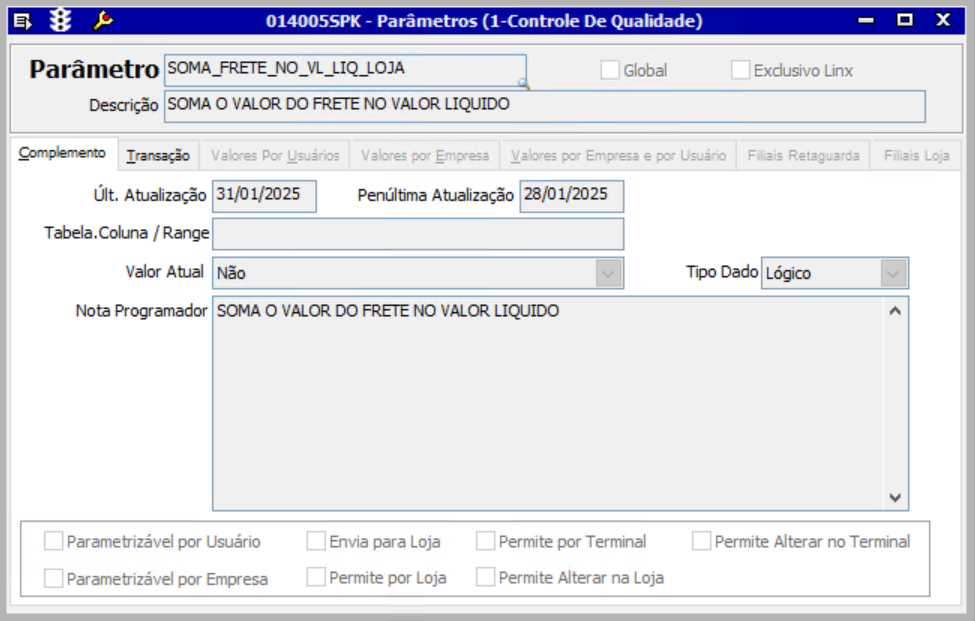 014005SPK - Parâmetros (1-Controle De Qualidade)
Parâmetro SOMA_FRETE_NO_VL_LIQ_LOJA Global Exclusivo Linx
Descrição SOMA O VALOR DO FRETE NO VALOR LIQUIDO
Complemento Transação Valores Por Usuários Valores por Empresa Valores por Empresa e por Usuário Filiais Retaguarda Filiais Loja
Últ. Atualização 31/01/2025 Penúltima Atualização 28/01/2025
Tabela.Coluna / Range
Valor Atual Não Tipo Dado Lógico
Nota Programador SOMA O VALOR DO FRETE NO VALOR LIQUIDO
Parametrizável por Usuário Envia para Loja Permite por Terminal Permite Alterar no Terminal
Parametrizável por Empresa Permite por Loja Permite Alterar na Loja